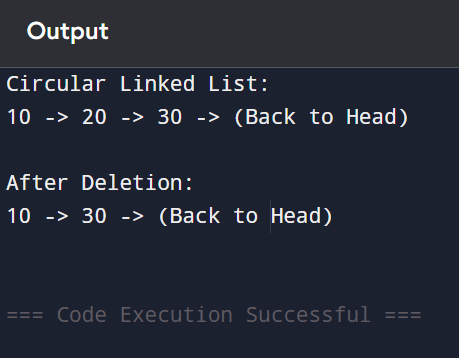 Output
Circular Linked List:
10 -> 20 -> 30 -> (Back to Head)
After Deletion:
10 -> 30 -> (Back to Head)
=== Code Execution Successful ===